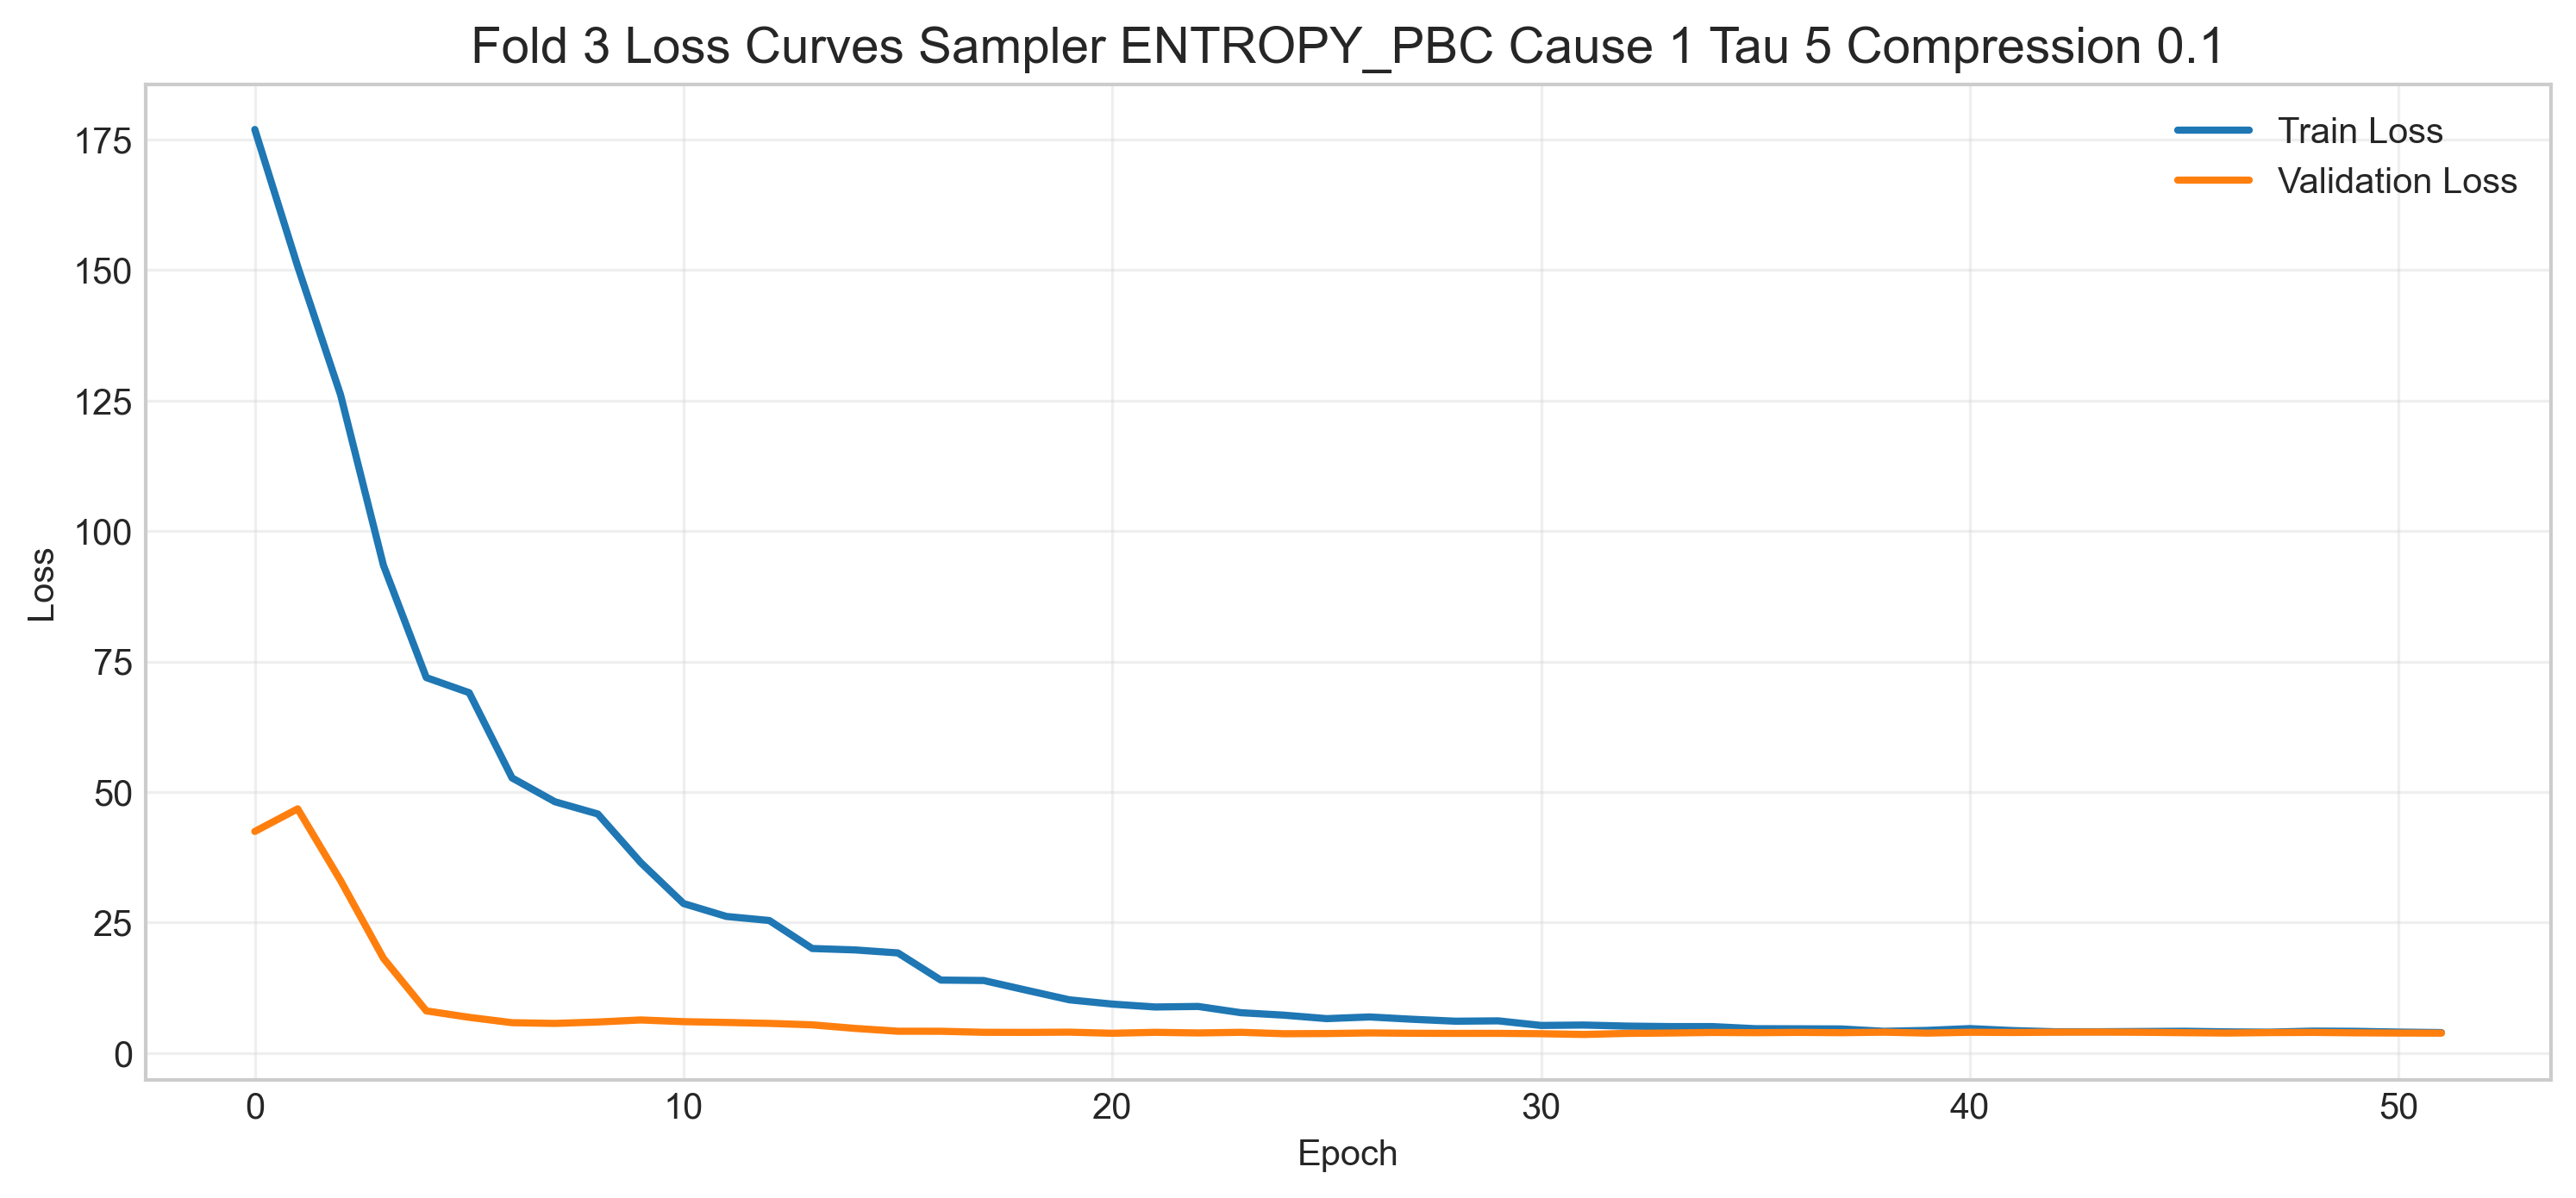 Fold 3 Loss Curves Sampler ENTROPY_PBC Cause 1 Tau 5 Compression 0.1
Train Loss
Validation Loss
175
150
125
100
75
50
25
0
Loss
0 10 20 30 40 50
Epoch